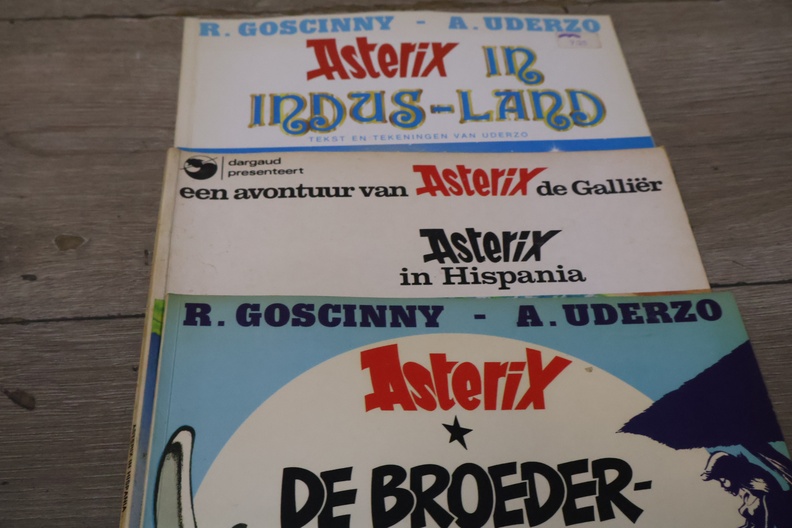 R. GOSCINNY - A. UDERZO
Asterix IN
INDUS-LAND
TEKST EN TEKENINGEN VAN UDERZO
dargaud
presenteert
een avontuur van Asterix de Galliër
Asterix
in Hispania
R. GOSCINNY - A. UDERZO
Asterix
DE BROEDER-